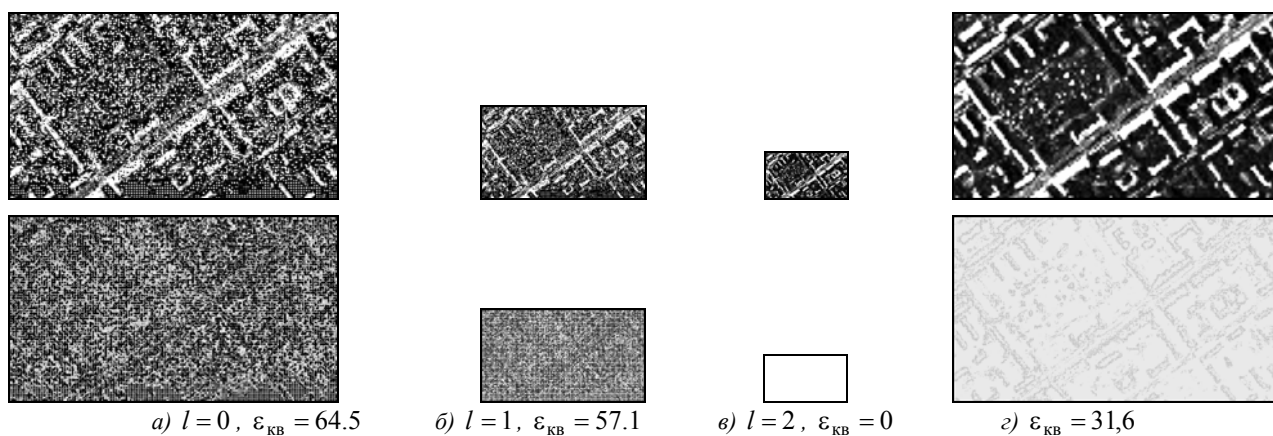 а) l = 0 , ε_кв = 64.5 б) l = 1 , ε_кв = 57.1 в) l = 2 , ε_кв = 0 г) ε_кв = 31,6